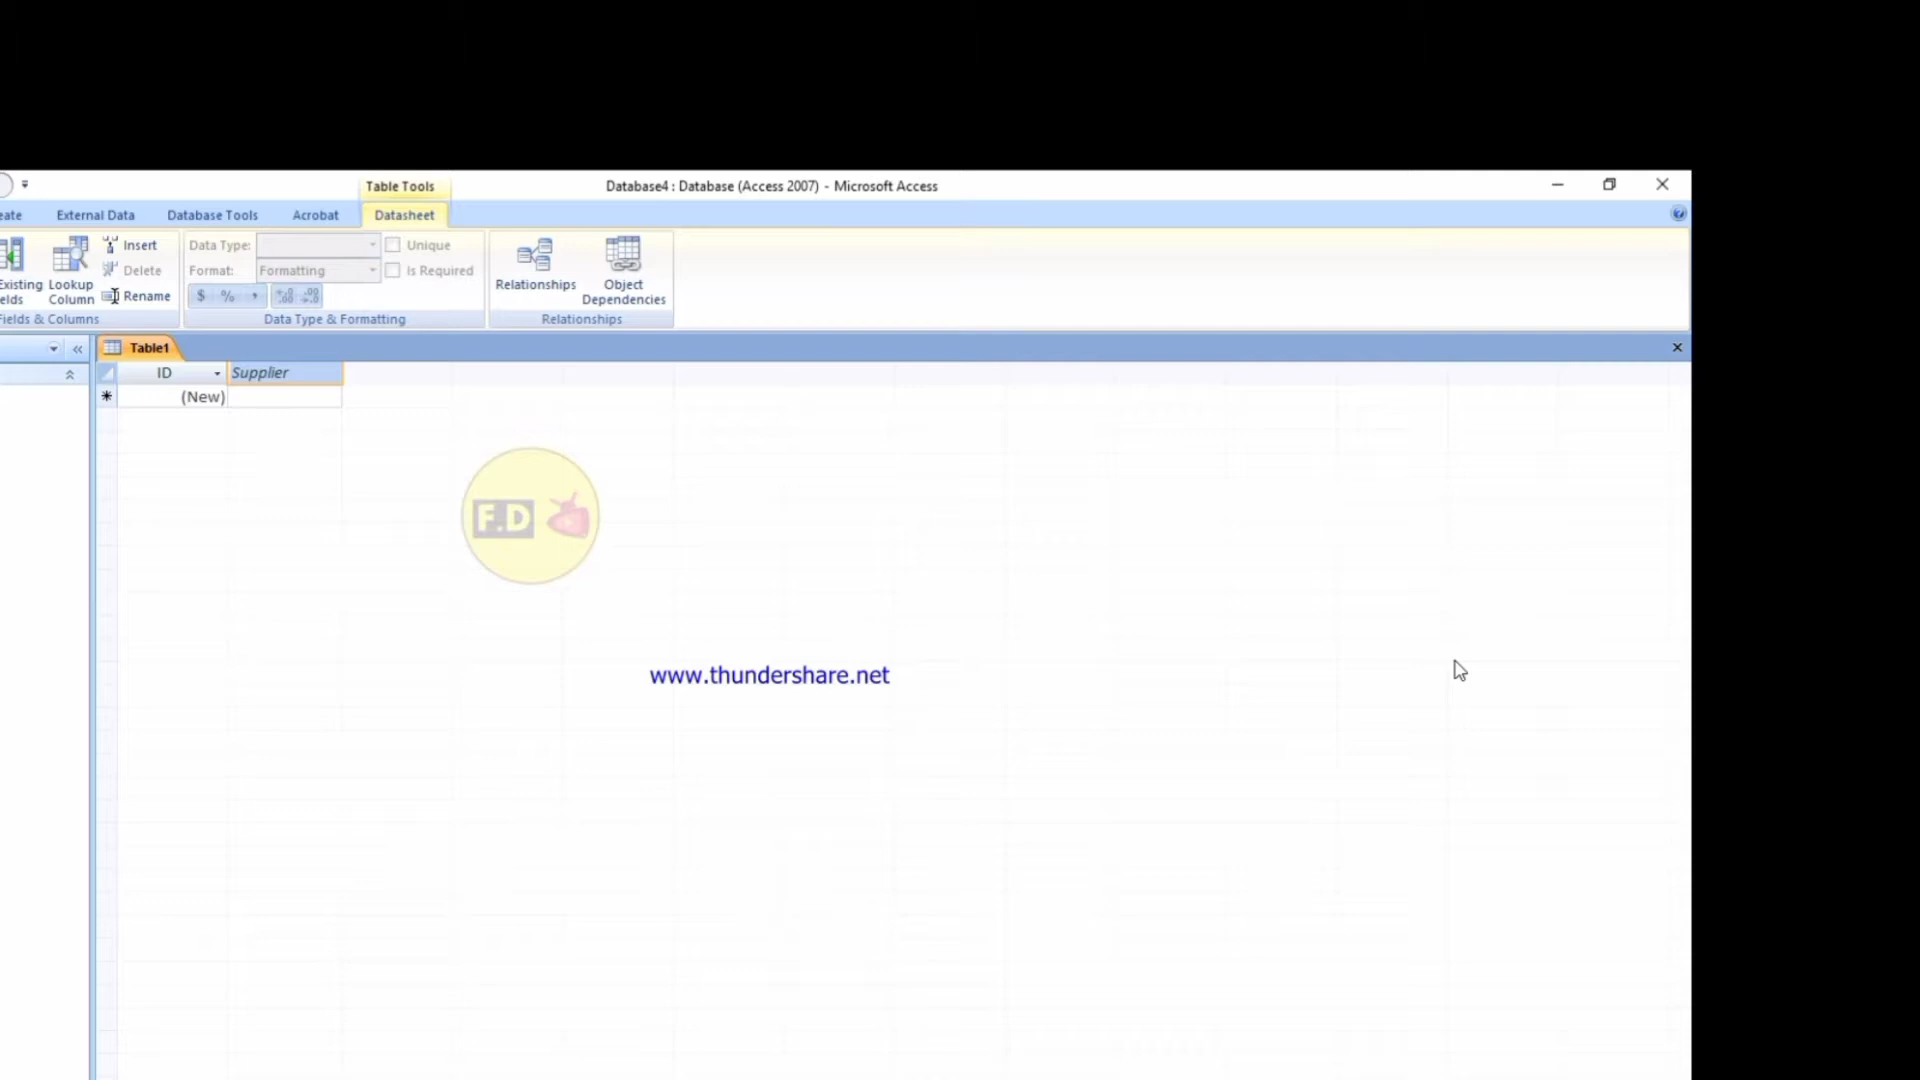 Table Tools
Database4 : Database (Access 2007) - Microsoft Access
eate External Data Database Tools Acrobat Datasheet
Existing
elds
Lookup
Column
Insert
Delete
Rename
Fields & Columns
Data Type:
Format: Formatting
$ % ,
Unique
Is Required
Data Type & Formatting
Relationships
Object
Dependencies
Relationships
Table1
ID Supplier
(New)
F.D
www.thundershare.net